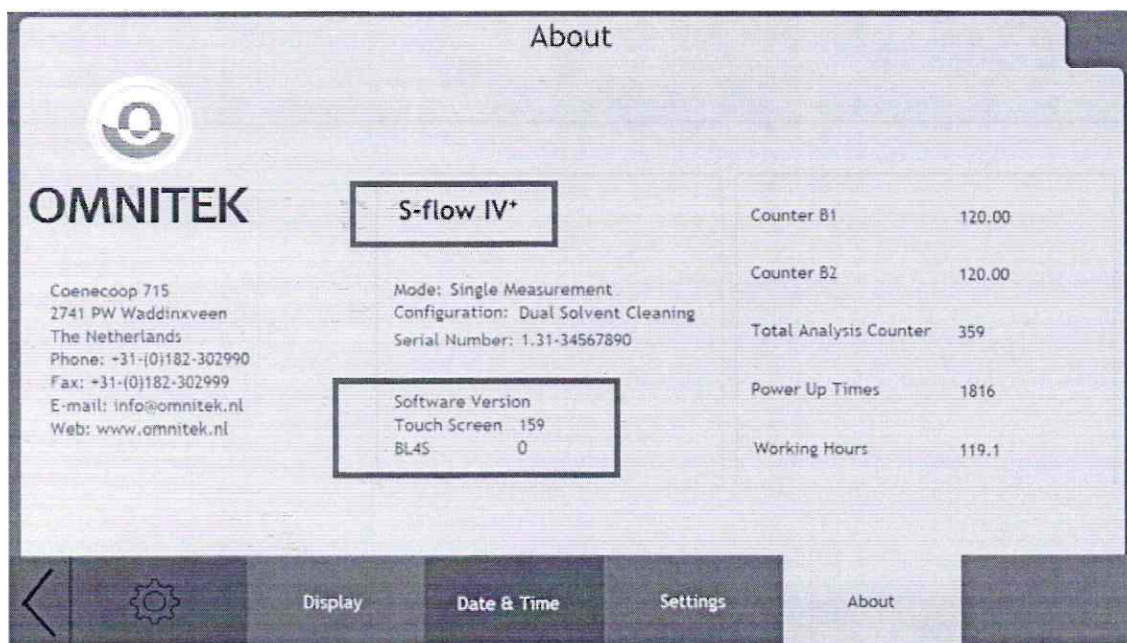 About
OMNITEK
Coenecoop 715
2741 PW Waddinxveen
The Netherlands
Phone: +31-(0)182-302990
Fax: +31-(0)182-302999
E-mail: info@omnitek.nl
Web: www.omnitek.nl
S-flow IV⁺
Mode: Single Measurement
Configuration: Dual Solvent Cleaning
Serial Number: 1.31-34567890
Software Version
Touch Screen 159
BL4S 0
Counter B1 120.00
Counter B2 120.00
Total Analysis Counter 359
Power Up Times 1816
Working Hours 119.1
Display
Date & Time
Settings
About